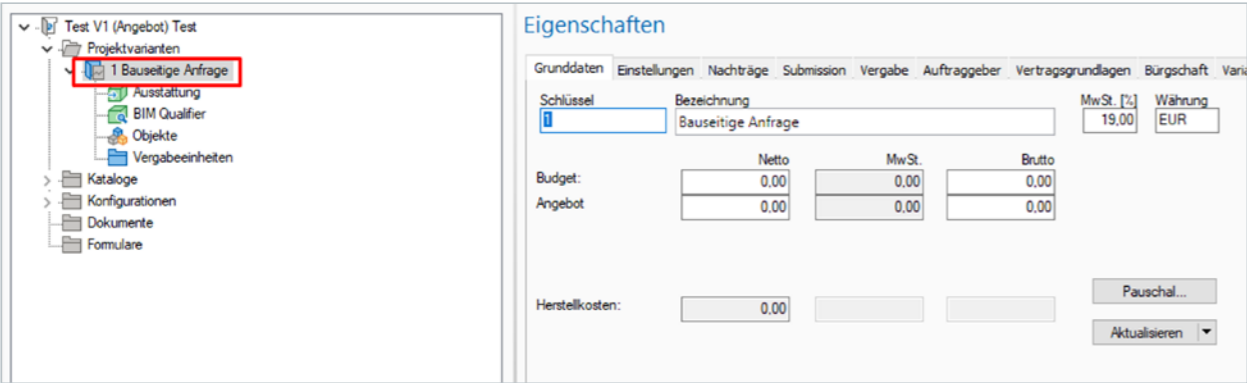 Test V1 (Angebot) Test
Projektvarianten
1 Bauseitige Anfrage
Ausstattung
BIM Qualifier
Objekte
Vergabeeinheiten
Kataloge
Konfigurationen
Dokumente
Formulare
Eigenschaften
Grunddaten Einstellungen Nachträge Submission Vergabe Auftraggeber Vertragsgrundlagen Bürgschaft Varia
Schlüssel Bezeichnung MwSt. [%] Währung
1 Bauseitige Anfrage 19,00 EUR
Netto MwSt. Brutto
Budget: 0,00 0,00 0,00
Angebot 0,00 0,00 0,00
Herstellkosten: 0,00
Pauschal...
Aktualisieren